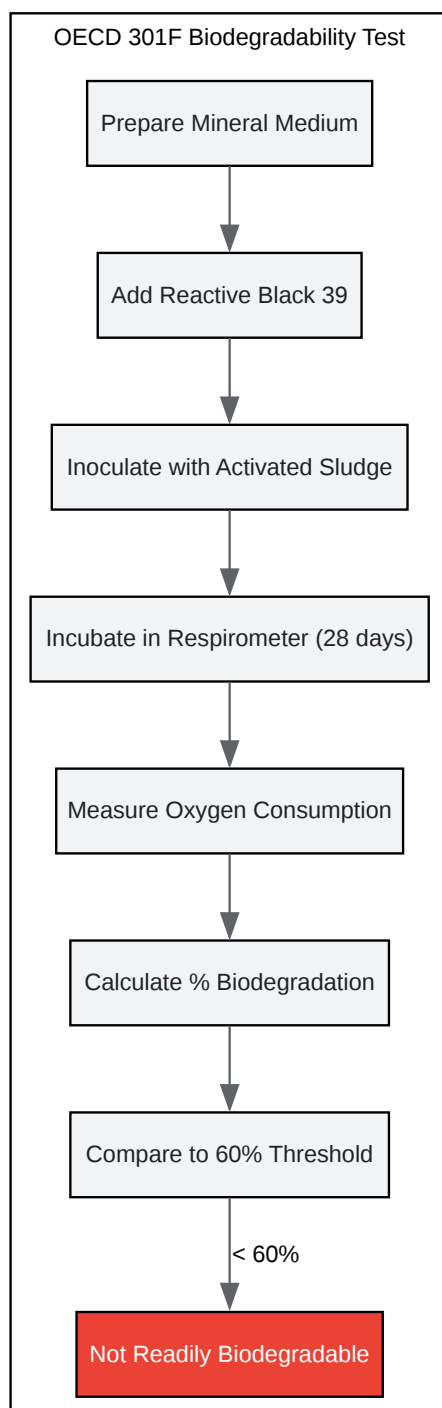 OECD 301F Biodegradability Test
Prepare Mineral Medium
Add Reactive Black 39
Inoculate with Activated Sludge
Incubate in Respirometer (28 days)
Measure Oxygen Consumption
Calculate % Biodegradation
Compare to 60% Threshold
< 60%
Not Readily Biodegradable